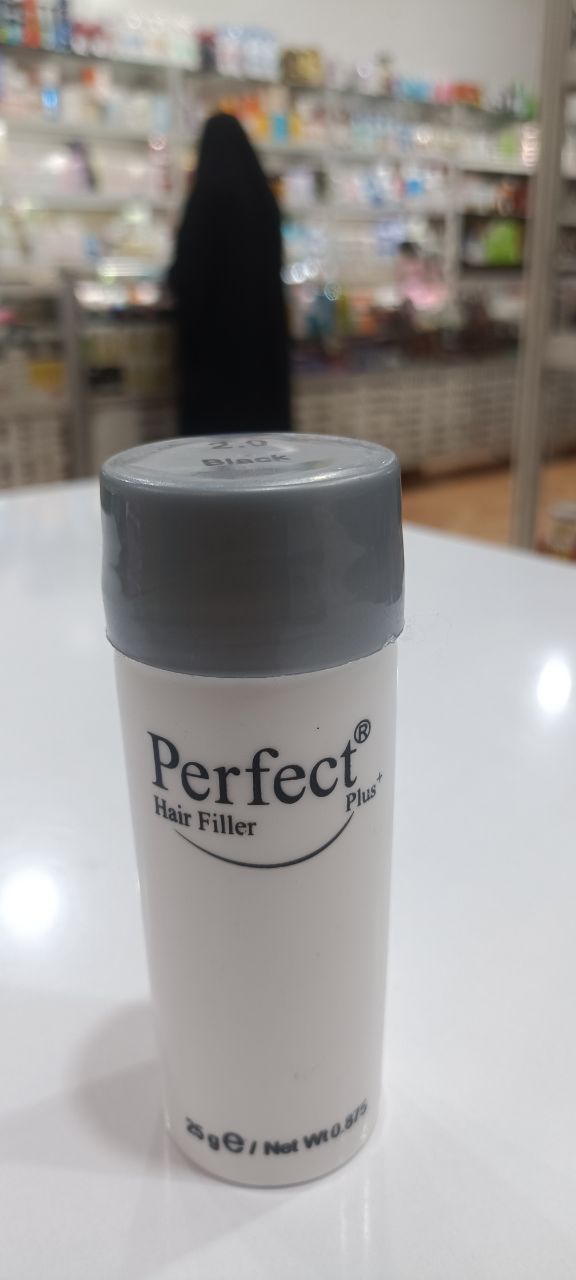 2.0
Black
Perfect®
Hair Filler
Plus+
25 g ℮ / Net Wt 0.875